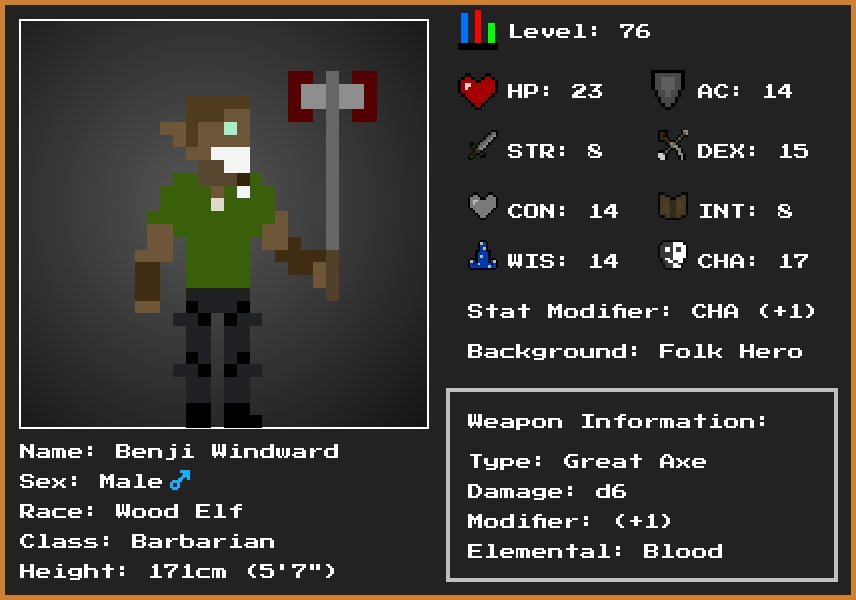 Level: 76
HP: 23
AC: 14
STR: 8
DEX: 15
CON: 14
INT: 8
WIS: 14
CHA: 17
Stat Modifier: CHA (+1)
Background: Folk Hero
Weapon Information:
Type: Great Axe
Damage: d6
Modifier: (+1)
Elemental: Blood
Name: Benji Windward
Sex: Male♂
Race: Wood Elf
Class: Barbarian
Height: 171cm (5'7")